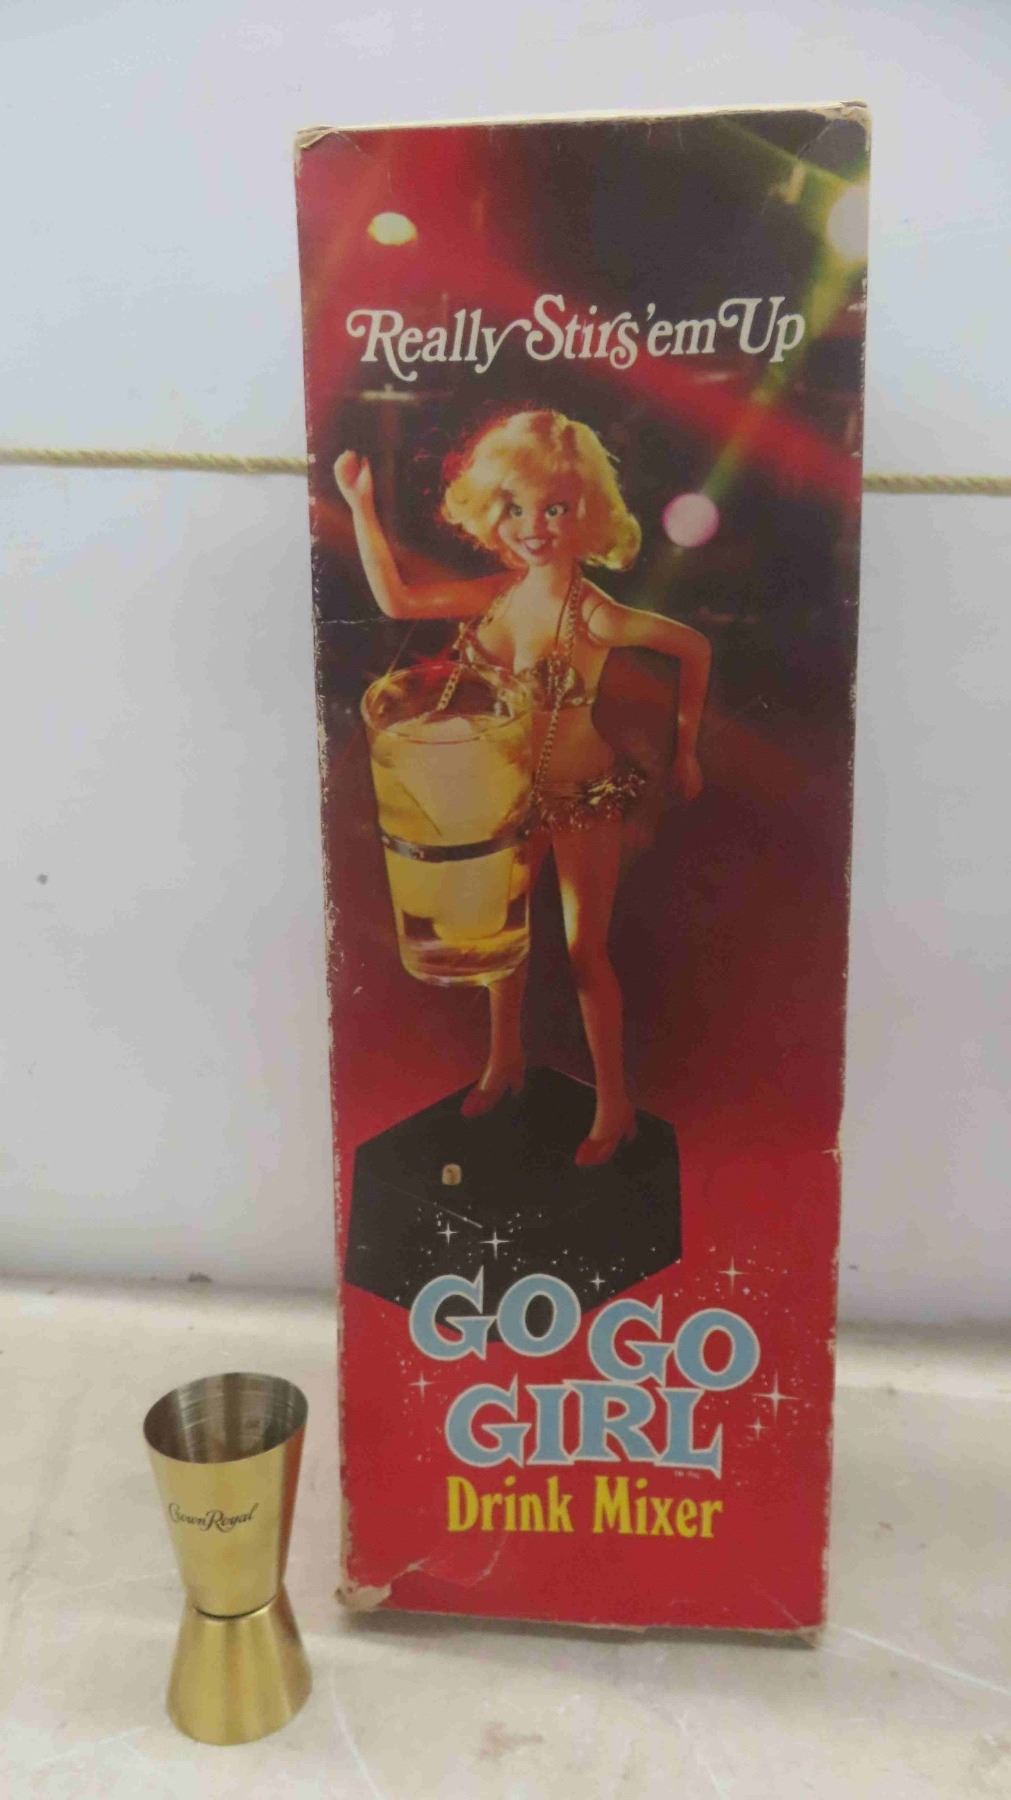 Really Stirs 'em Up
GO GO
GIRL
Drink Mixer
Crown Royal